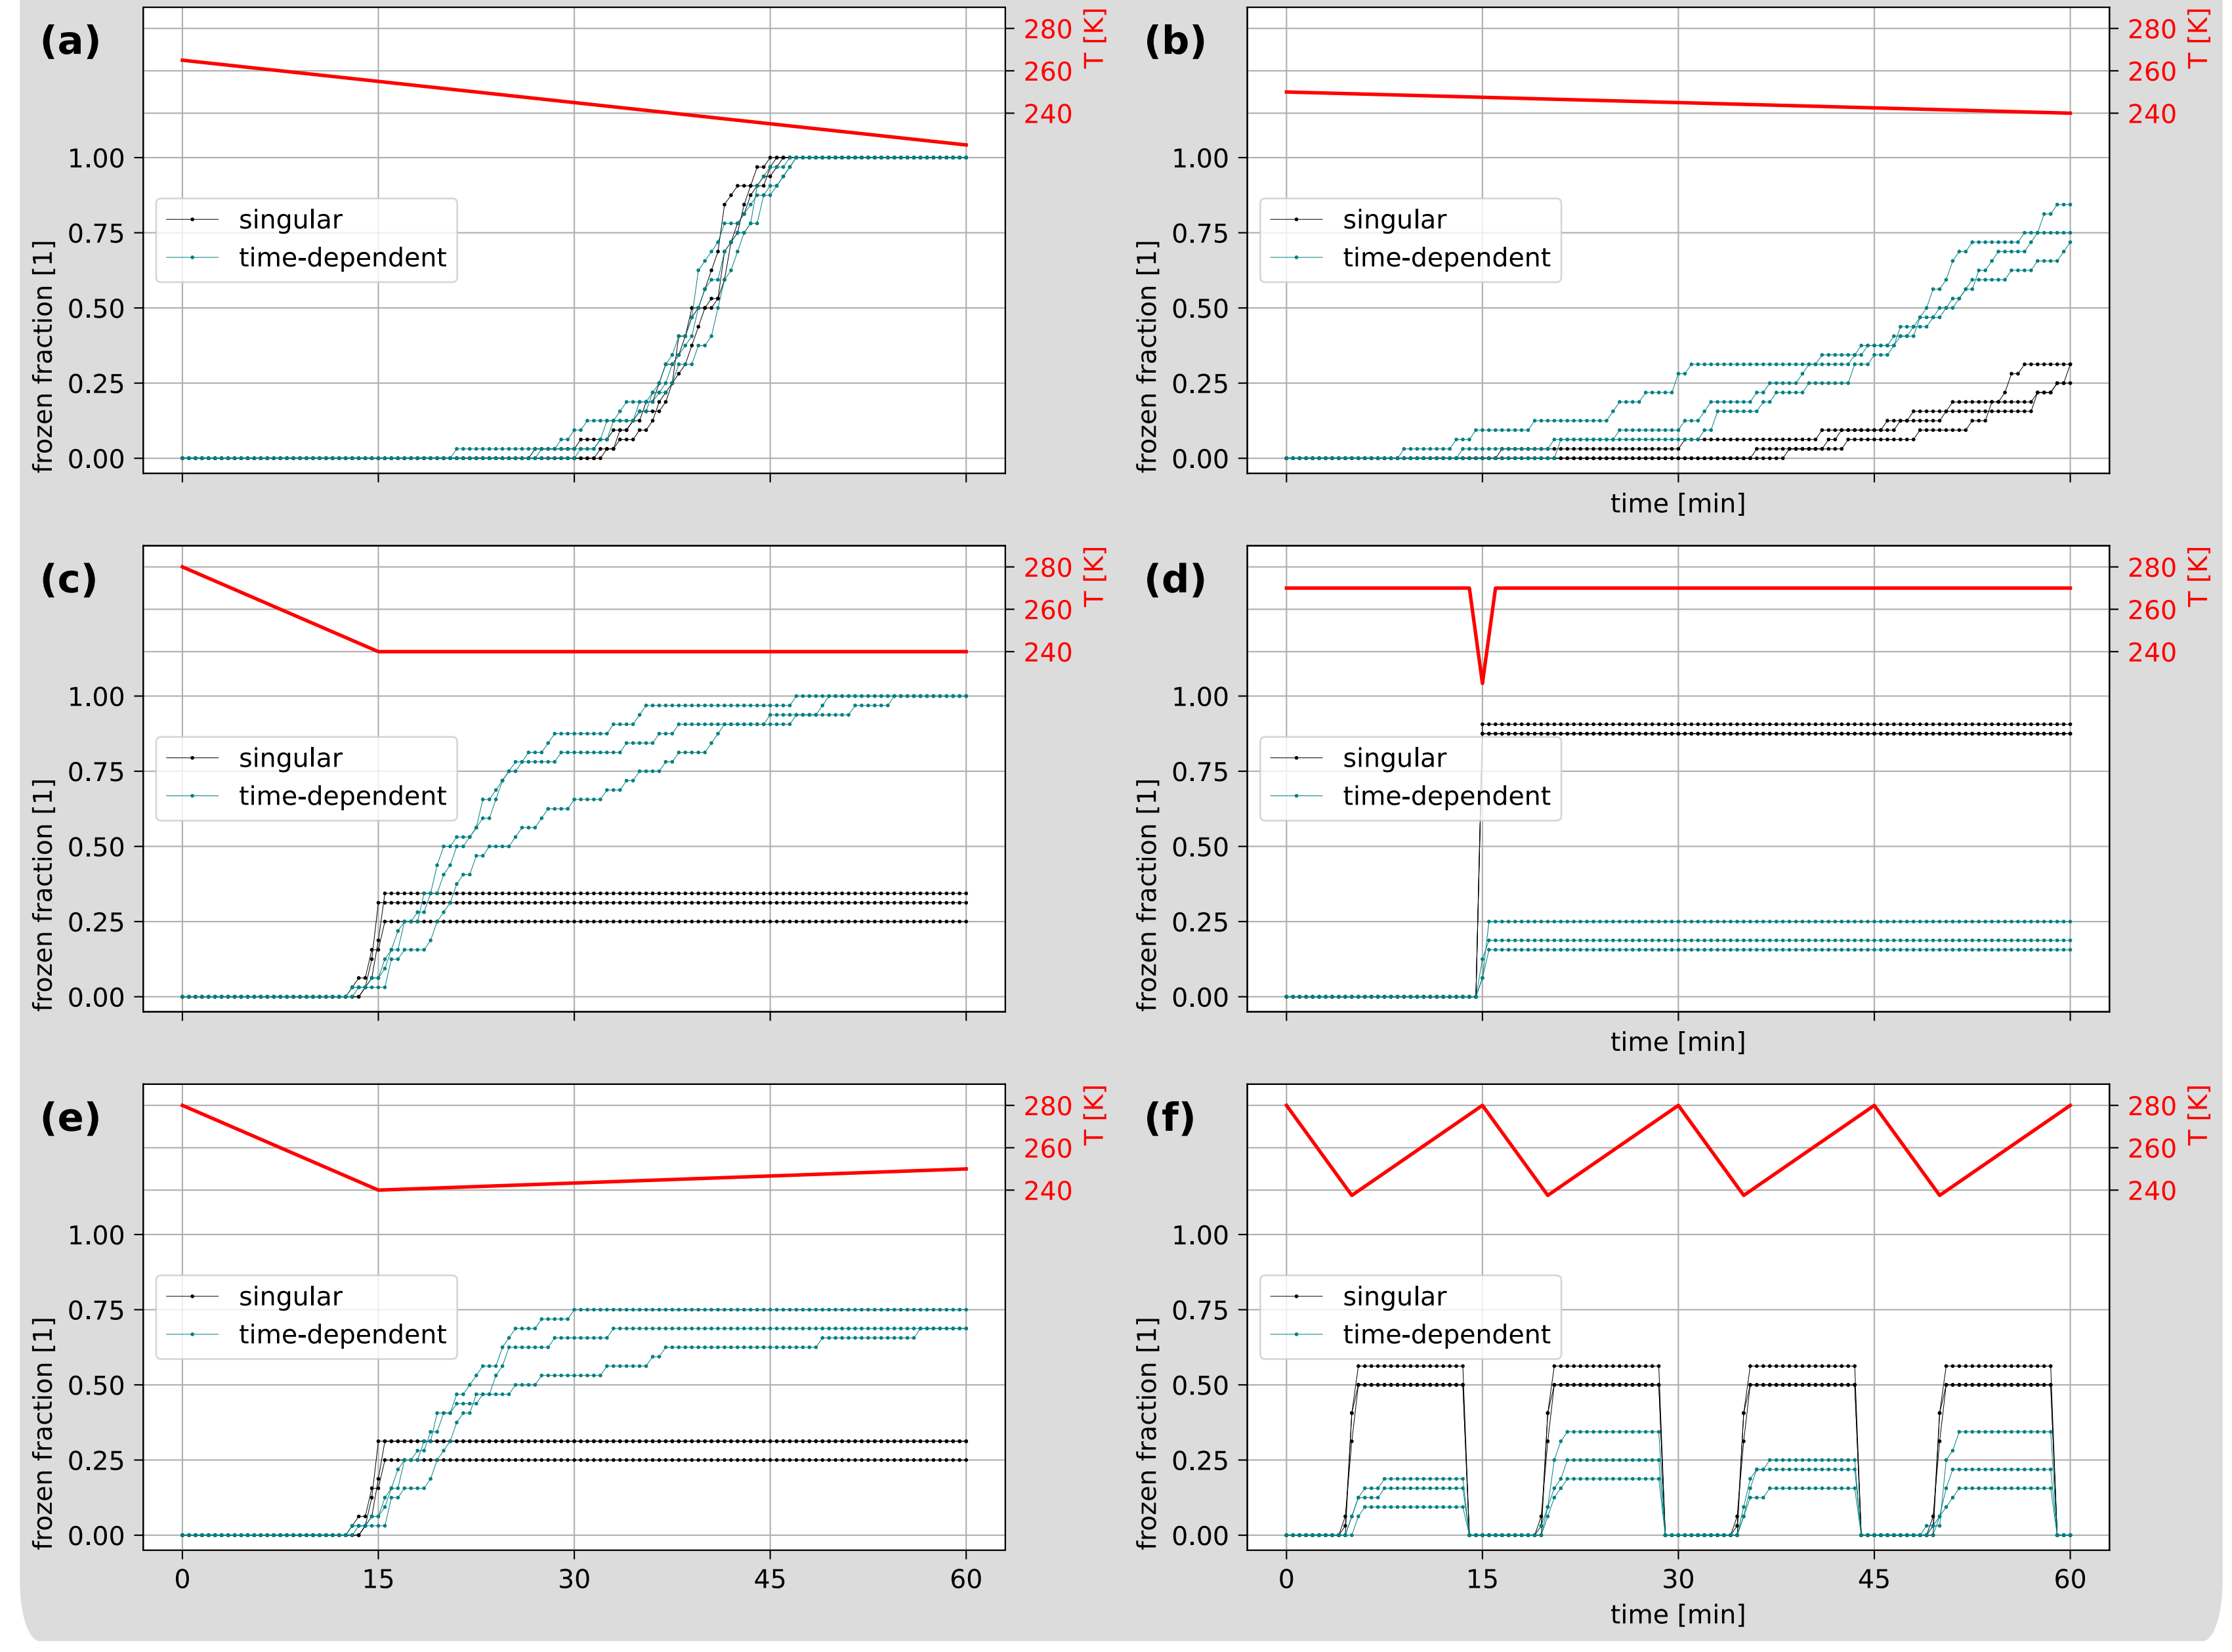 (a)
frozen fraction [1]
1.00
0.75
0.50
0.25
0.00
singular
time-dependent
280
260
240
T [K]
(b)
frozen fraction [1]
1.00
0.75
0.50
0.25
0.00
singular
time-dependent
280
260
240
T [K]
time [min]
(c)
frozen fraction [1]
1.00
0.75
0.50
0.25
0.00
singular
time-dependent
280
260
240
T [K]
(d)
frozen fraction [1]
1.00
0.75
0.50
0.25
0.00
singular
time-dependent
280
260
240
T [K]
time [min]
(e)
frozen fraction [1]
1.00
0.75
0.50
0.25
0.00
singular
time-dependent
280
260
240
T [K]
0 15 30 45 60
(f)
frozen fraction [1]
1.00
0.75
0.50
0.25
0.00
singular
time-dependent
280
260
240
T [K]
0 15 30 45 60
time [min]